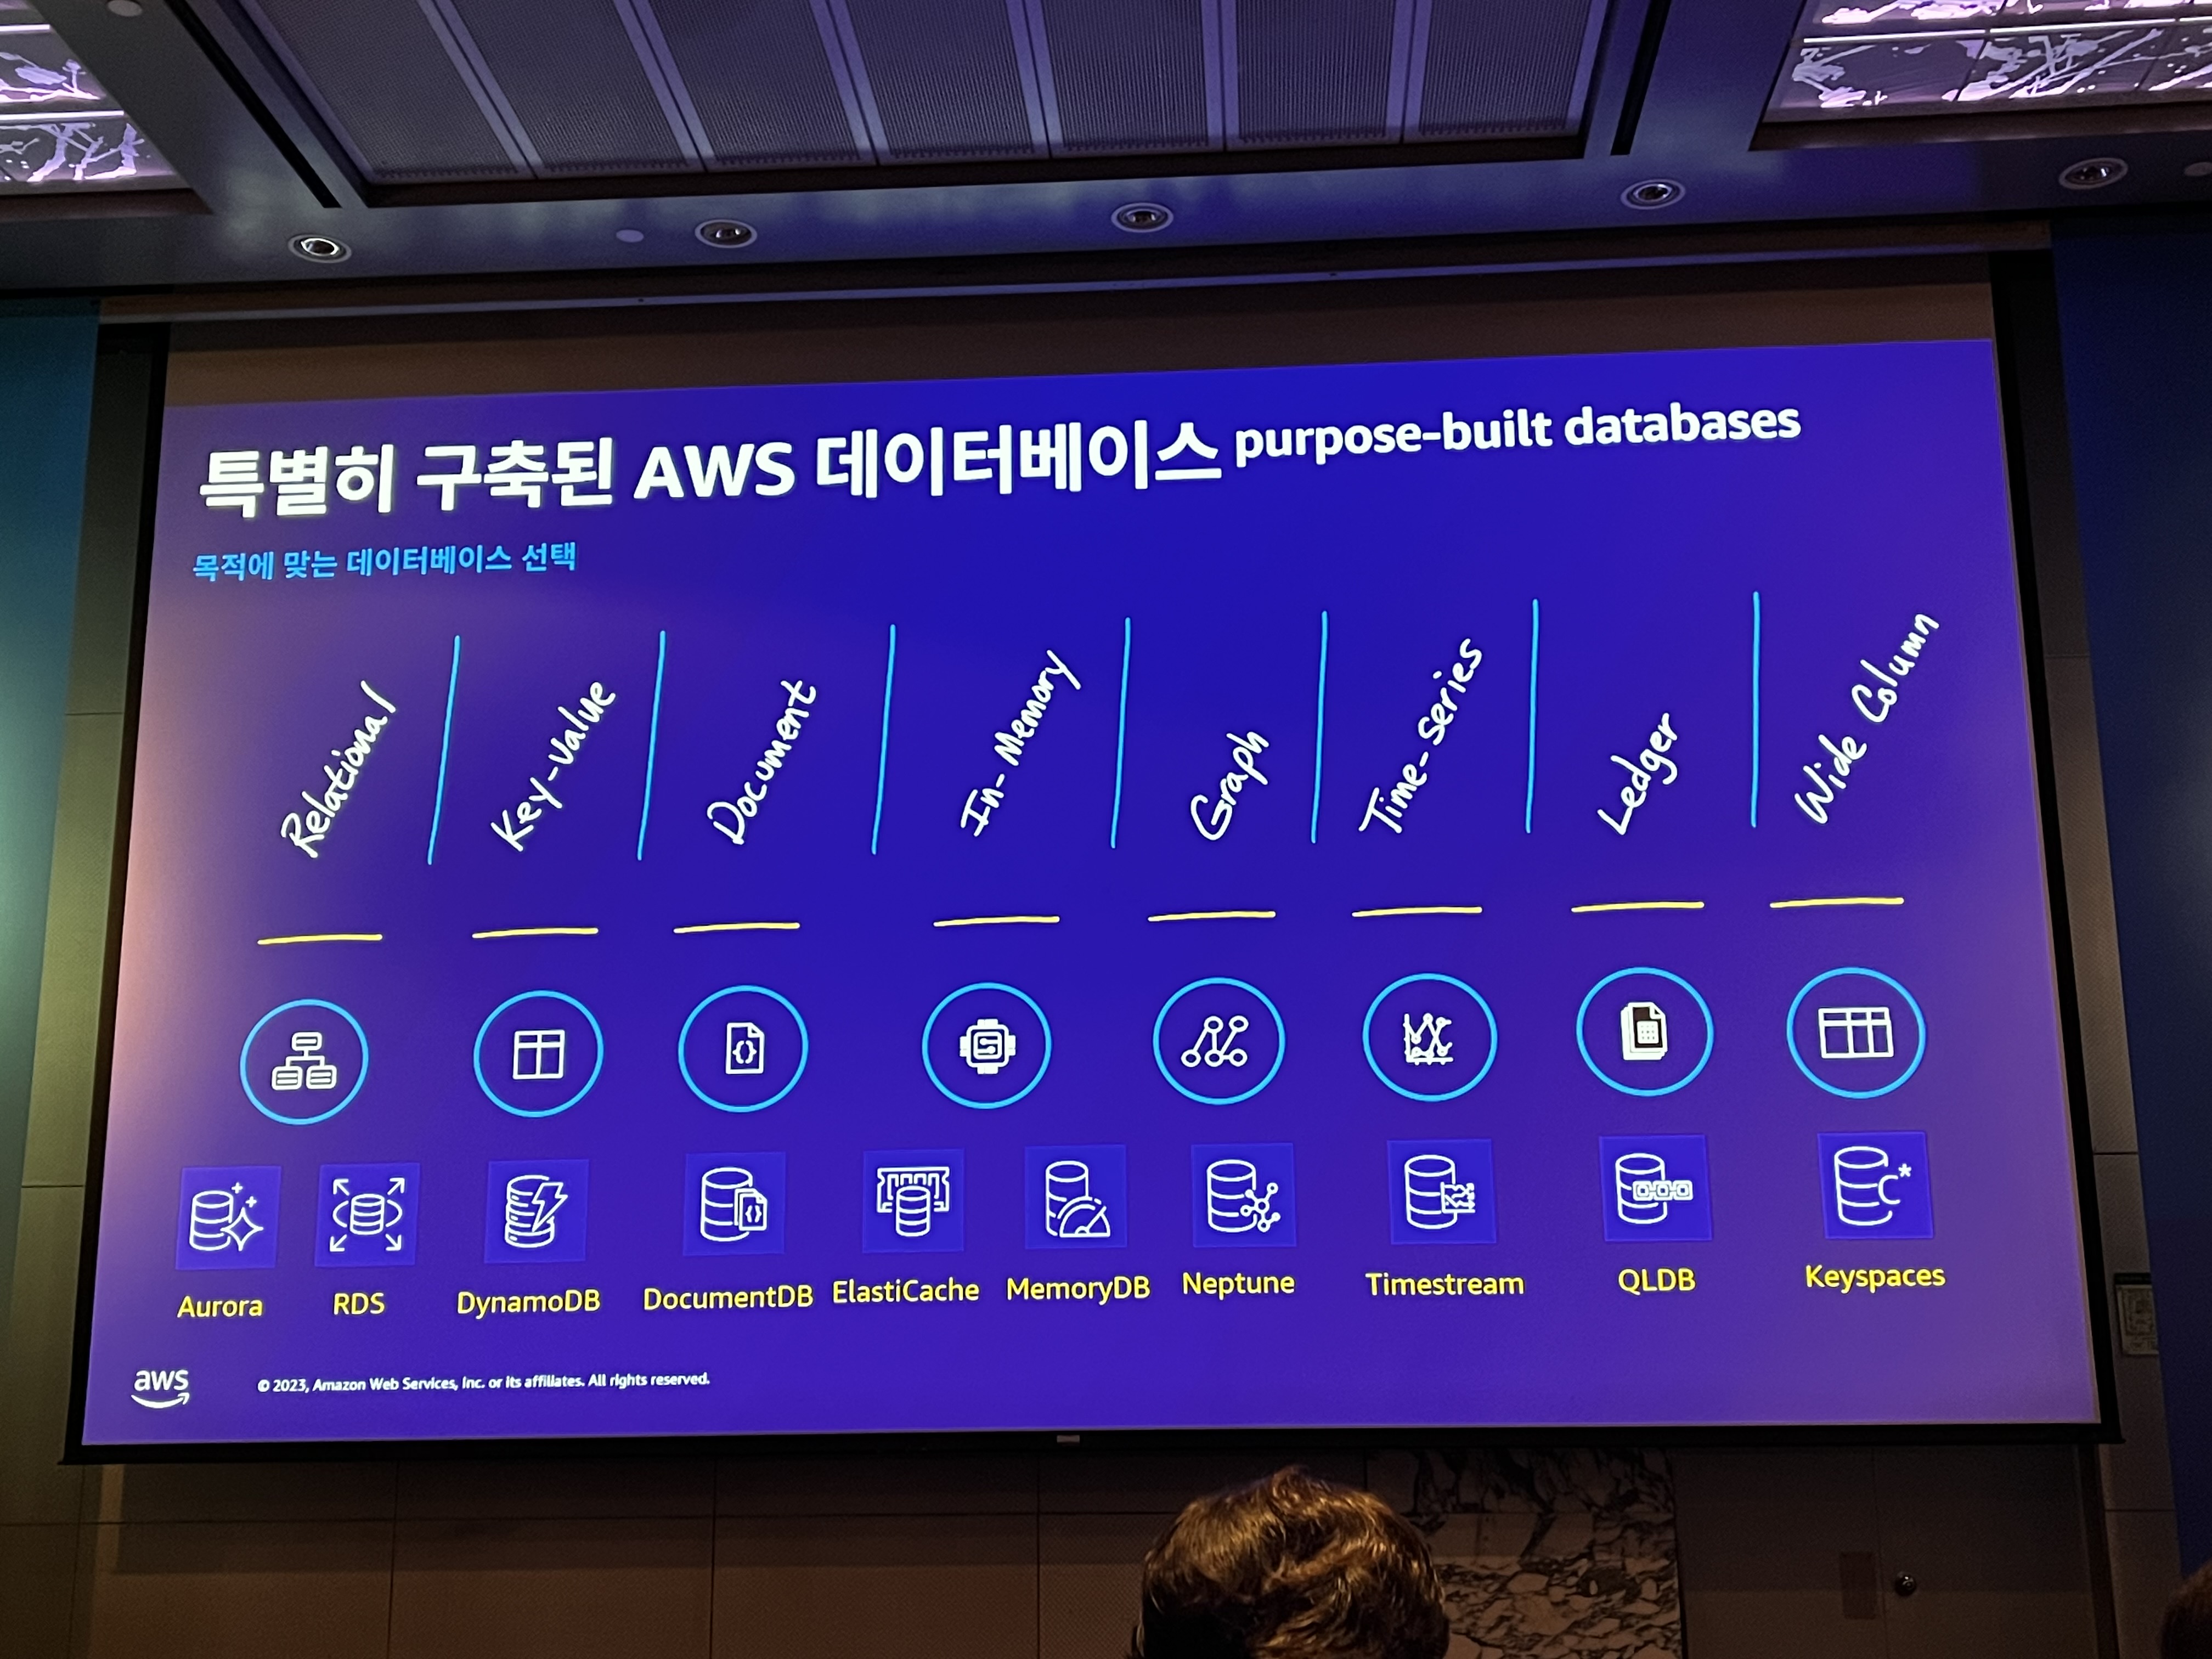 특별히 구축된 AWS 데이터베이스 purpose-built databases
목적에 맞는 데이터베이스 선택
Relational Key-value Document In-Memory Graph Time-series Ledger Wide Column
Aurora RDS DynamoDB DocumentDB ElastiCache MemoryDB Neptune Timestream QLDB Keyspaces
aws © 2023, Amazon Web Services, Inc. or its affiliates. All rights reserved.